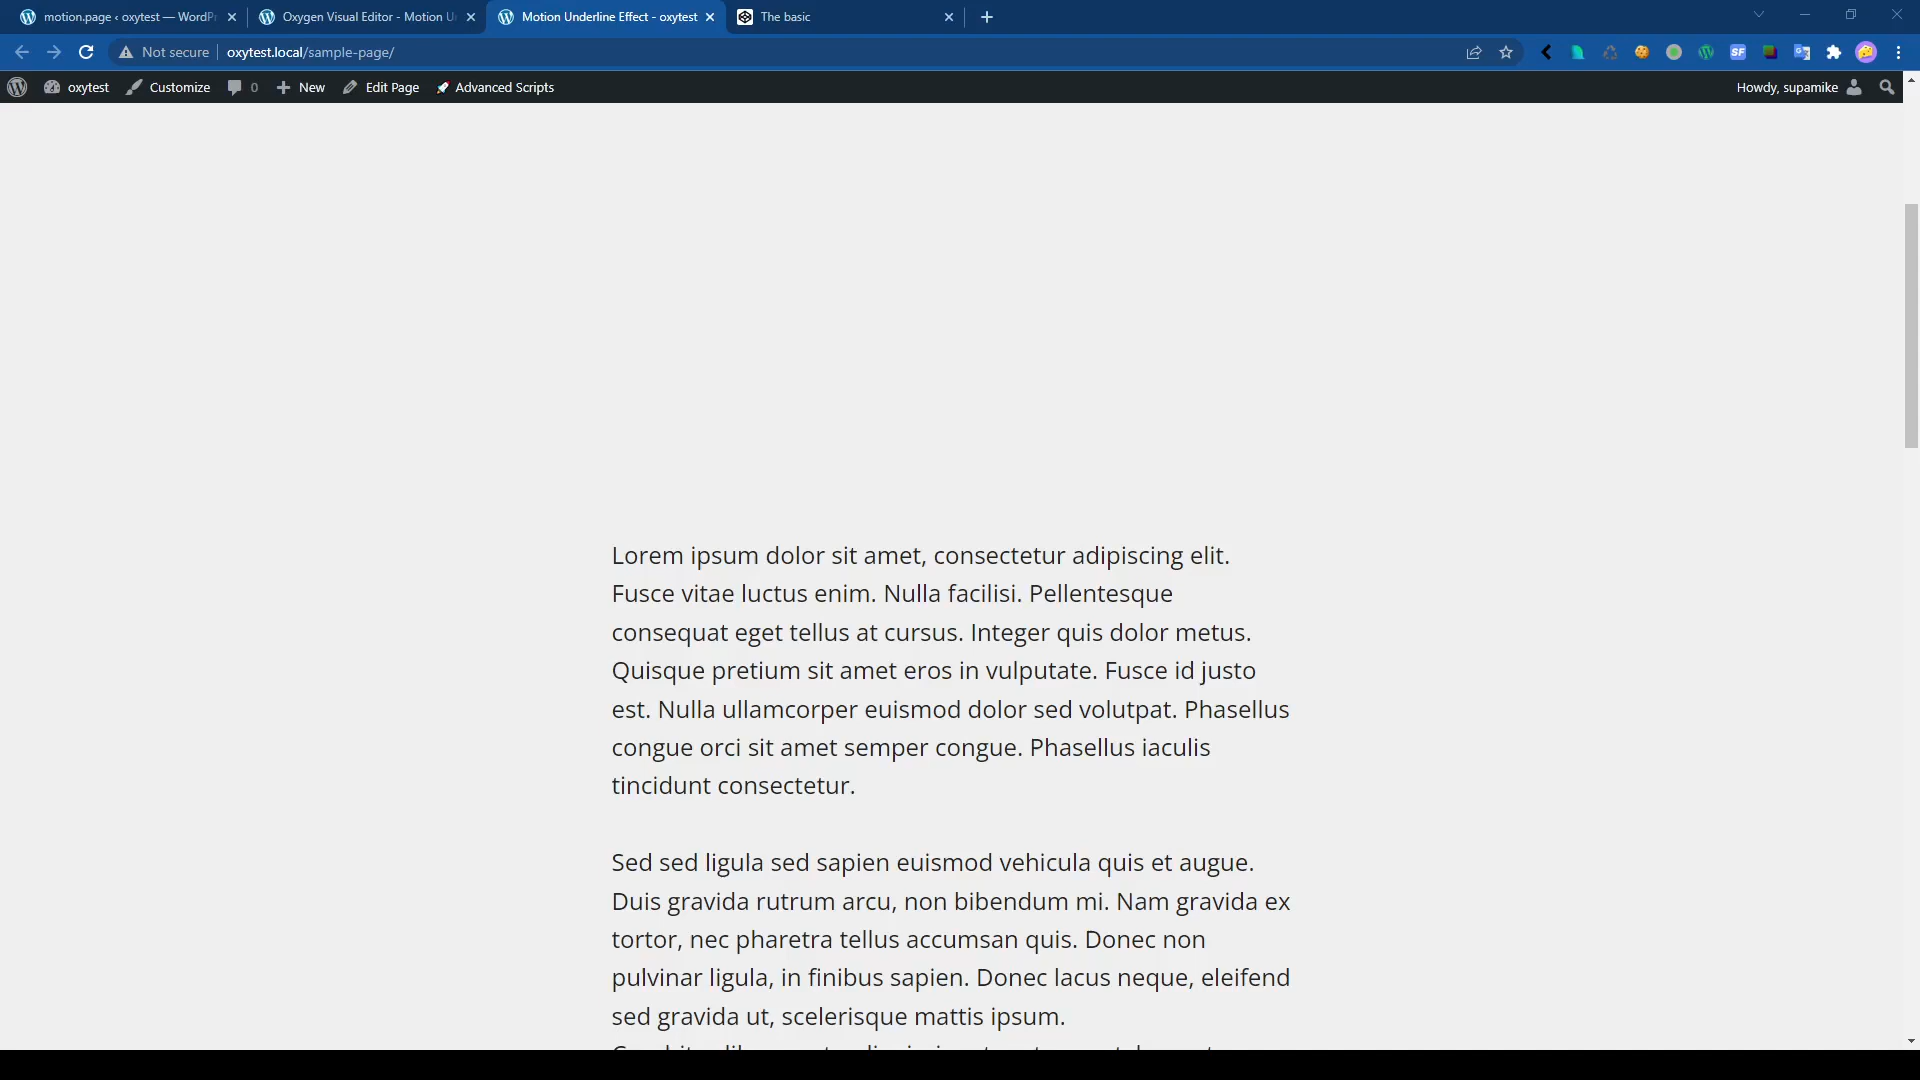 motion.page ‹ oxytest — WordPr
Oxygen Visual Editor - Motion U
Motion Underline Effect - oxytest
The basic
Not secure
oxytest.local/sample-page/
SF
oxytest
Customize
0
New
Edit Page
Advanced Scripts
Howdy, supamike
Lorem ipsum dolor sit amet, consectetur adipiscing elit.
Fusce vitae luctus enim. Nulla facilisi. Pellentesque
consequat eget tellus at cursus. Integer quis dolor metus.
Quisque pretium sit amet eros in vulputate. Fusce id justo
est. Nulla ullamcorper euismod dolor sed volutpat. Phasellus
congue orci sit amet semper congue. Phasellus iaculis
tincidunt consectetur.
Sed sed ligula sed sapien euismod vehicula quis et augue.
Duis gravida rutrum arcu, non bibendum mi. Nam gravida ex
tortor, nec pharetra tellus accumsan quis. Donec non
pulvinar ligula, in finibus sapien. Donec lacus neque, eleifend
sed gravida ut, scelerisque mattis ipsum.